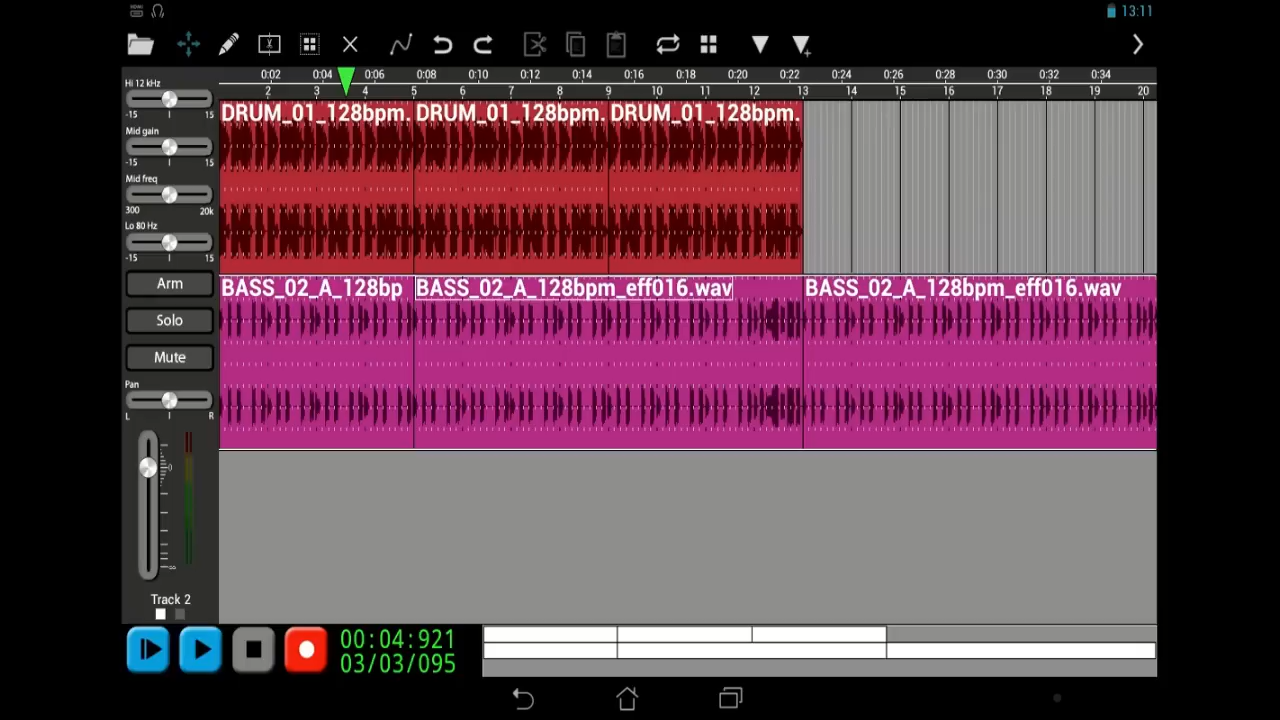 HDMI
13:11
0:02 0:04 0:06 0:08 0:10 0:12 0:14 0:16 0:18 0:20 0:22 0:24 0:26 0:28 0:30 0:32 0:34
2 3 4 5 6 7 8 9 10 11 12 13 14 15 16 17 18 19 20
Hi 12 kHz
-15 I 15
Mid gain
-15 I 15
Mid freq
300 20k
Lo 80 Hz
-15 I 15
Arm
Solo
Mute
Pan
L I R
0
∞
Track 2
DRUM_01_128bpm. DRUM_01_128bpm. DRUM_01_128bpm.
BASS_02_A_128bp BASS_02_A_128bpm_eff016.wav BASS_02_A_128bpm_eff016.wav
00:04:921
03/03/095